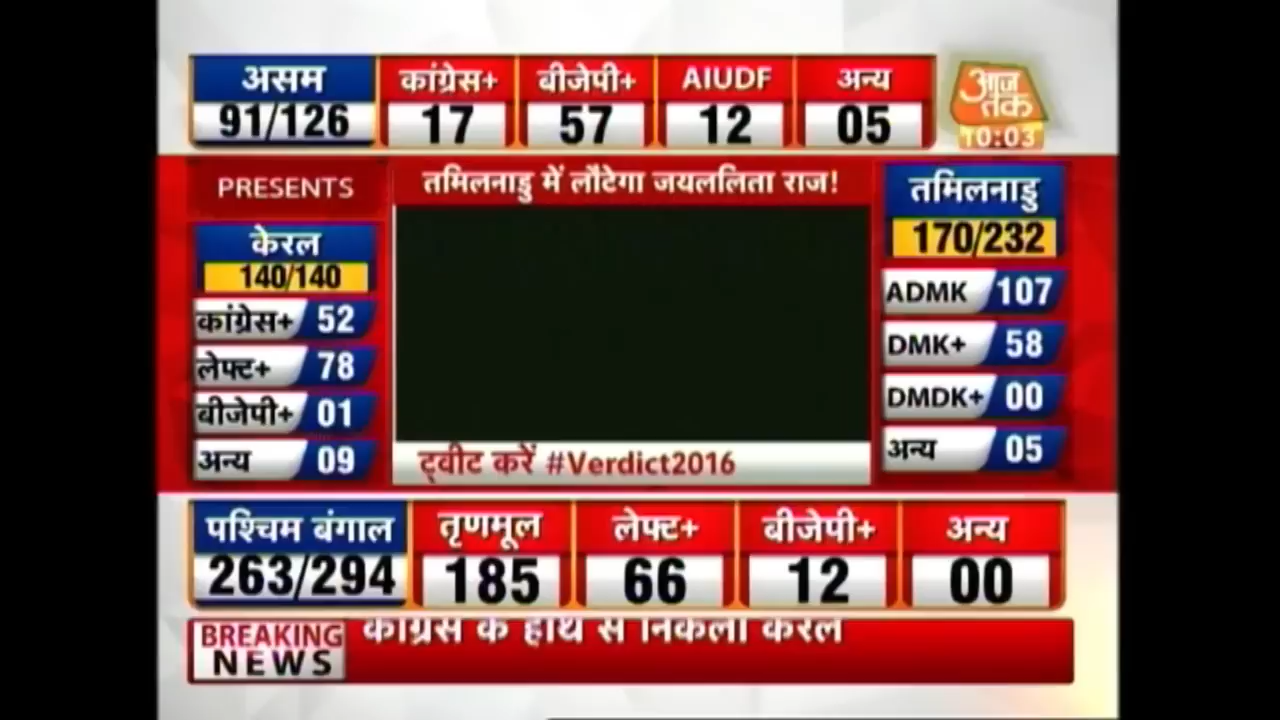 असम
91/126
कांग्रेस+
17
बीजेपी+
57
AIUDF
12
अन्य
05
आज तक
10:03
PRESENTS
तमिलनाडु में लौटेगा जयललिता राज!
केरल
140/140
कांग्रेस+ 52
लेफ्ट+ 78
बीजेपी+ 01
अन्य 09
तमिलनाडु
170/232
ADMK 107
DMK+ 58
DMDK+ 00
अन्य 05
ट्वीट करें #Verdict2016
पश्चिम बंगाल
263/294
तृणमूल
185
लेफ्ट+
66
बीजेपी+
12
अन्य
00
BREAKING NEWS
कांग्रेस के हाथ से निकला केरल